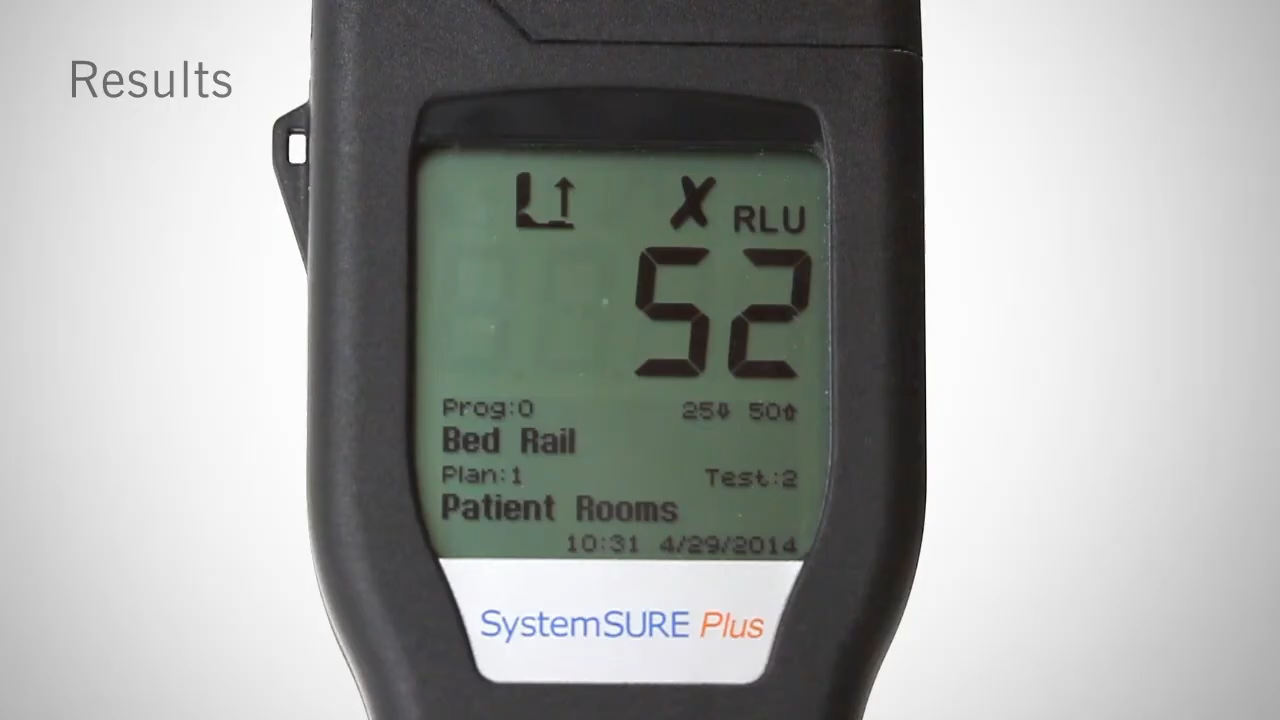 Results
X RLU
52
Prog:0 25⇩ 50⇧
Bed Rail
Plan:1 Test:2
Patient Rooms
10:31 4/29/2014
SystemSURE Plus